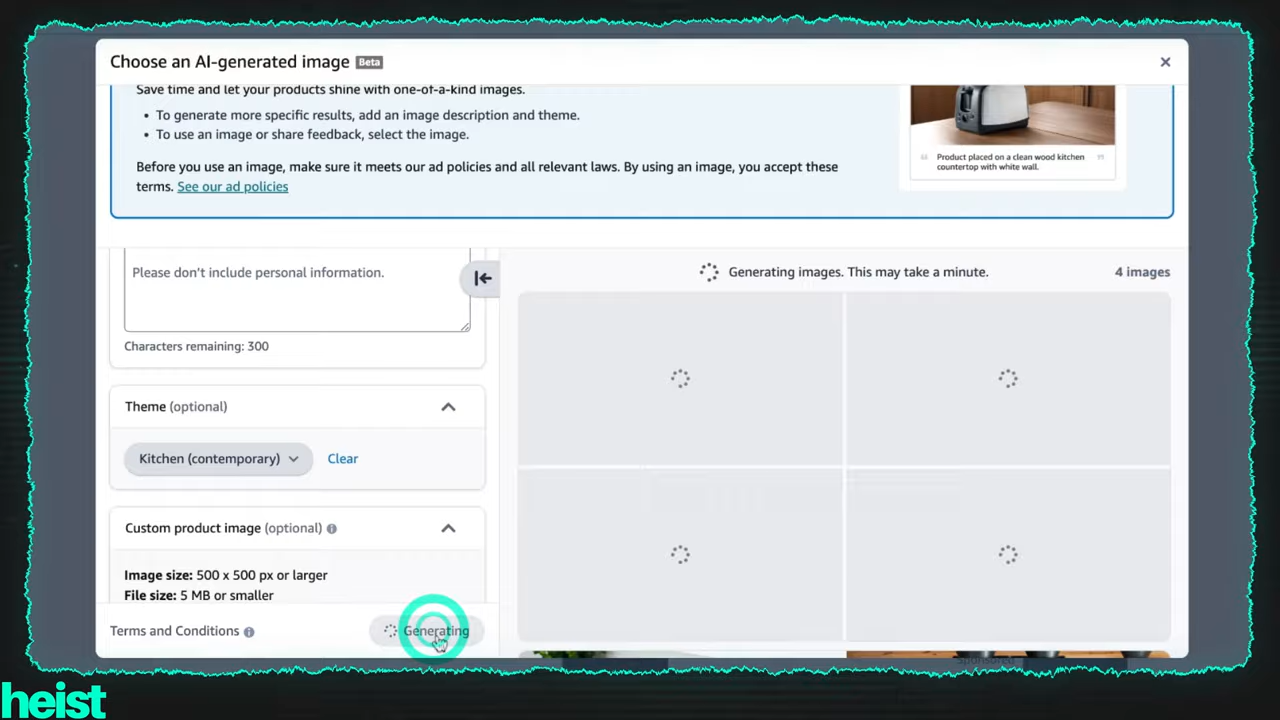 Choose an AI-generated image Beta
Save time and let your products shine with one-of-a-kind images.
• To generate more specific results, add an image description and theme.
• To use an image or share feedback, select the image.
Before you use an image, make sure it meets our ad policies and all relevant laws. By using an image, you accept these
terms. See our ad policies
“ Product placed on a clean wood kitchen ”
countertop with white wall.
Please don't include personal information.
Characters remaining: 300
Generating images. This may take a minute.
4 images
Theme (optional)
Kitchen (contemporary)
Clear
Custom product image (optional)
Image size: 500 x 500 px or larger
File size: 5 MB or smaller
Terms and Conditions
Generating
Sponsored
heist